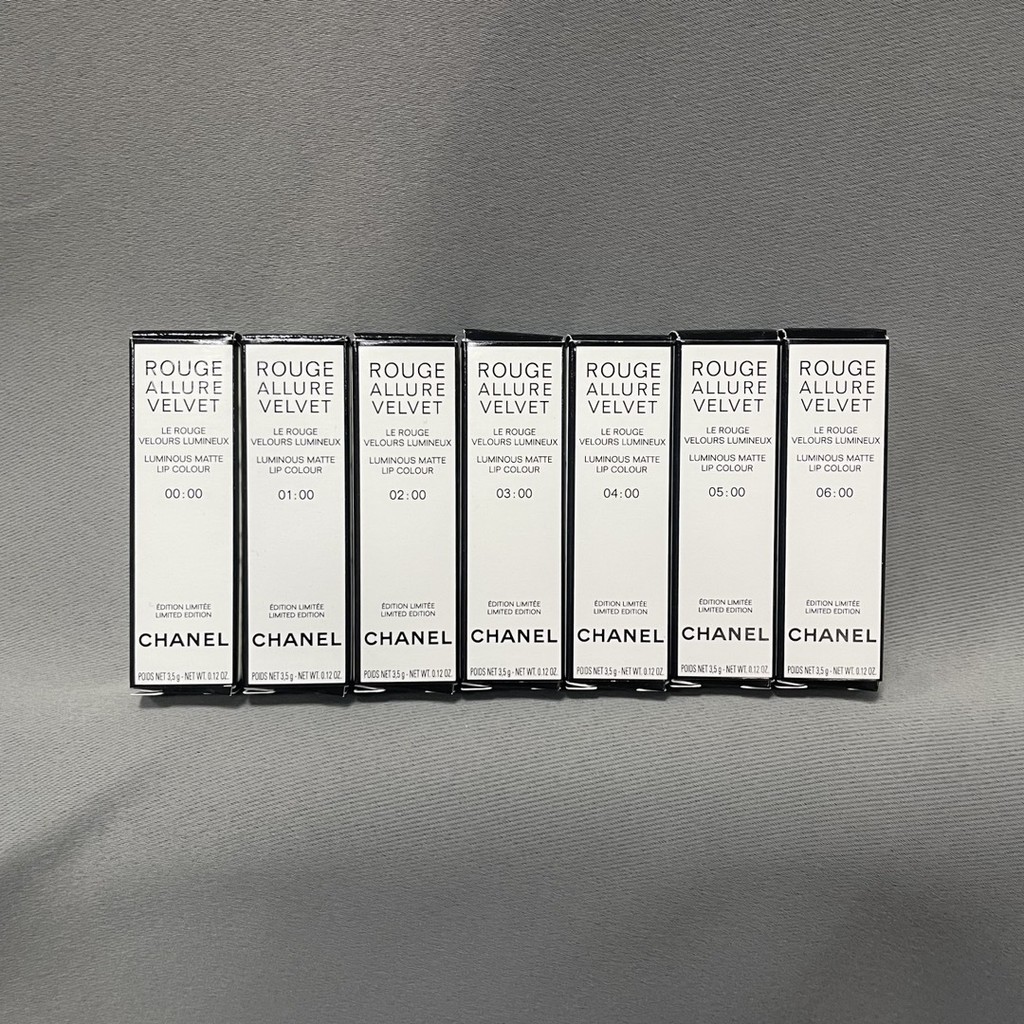 ROUGE
ALLURE
VELVET
LE ROUGE
VELOURS LUMINEUX
LUMINOUS MATTE
LIP COLOUR
00:00
ÉDITION LIMITÉE
LIMITED EDITION
CHANEL
POIDS NET 3,5 g - NET WT. 0.12 OZ.
ROUGE
ALLURE
VELVET
LE ROUGE
VELOURS LUMINEUX
LUMINOUS MATTE
LIP COLOUR
01:00
ÉDITION LIMITÉE
LIMITED EDITION
CHANEL
POIDS NET 3,5 g - NET WT. 0.12 OZ.
ROUGE
ALLURE
VELVET
LE ROUGE
VELOURS LUMINEUX
LUMINOUS MATTE
LIP COLOUR
02:00
ÉDITION LIMITÉE
LIMITED EDITION
CHANEL
POIDS NET 3,5 g - NET WT. 0.12 OZ.
ROUGE
ALLURE
VELVET
LE ROUGE
VELOURS LUMINEUX
LUMINOUS MATTE
LIP COLOUR
03:00
ÉDITION LIMITÉE
LIMITED EDITION
CHANEL
POIDS NET 3,5 g - NET WT. 0.12 OZ.
ROUGE
ALLURE
VELVET
LE ROUGE
VELOURS LUMINEUX
LUMINOUS MATTE
LIP COLOUR
04:00
ÉDITION LIMITÉE
LIMITED EDITION
CHANEL
POIDS NET 3,5 g - NET WT. 0.12 OZ.
ROUGE
ALLURE
VELVET
LE ROUGE
VELOURS LUMINEUX
LUMINOUS MATTE
LIP COLOUR
05:00
ÉDITION LIMITÉE
LIMITED EDITION
CHANEL
POIDS NET 3,5 g - NET WT. 0.12 OZ.
ROUGE
ALLURE
VELVET
LE ROUGE
VELOURS LUMINEUX
LUMINOUS MATTE
LIP COLOUR
06:00
ÉDITION LIMITÉE
LIMITED EDITION
CHANEL
POIDS NET 3,5 g - NET WT. 0.12 OZ.